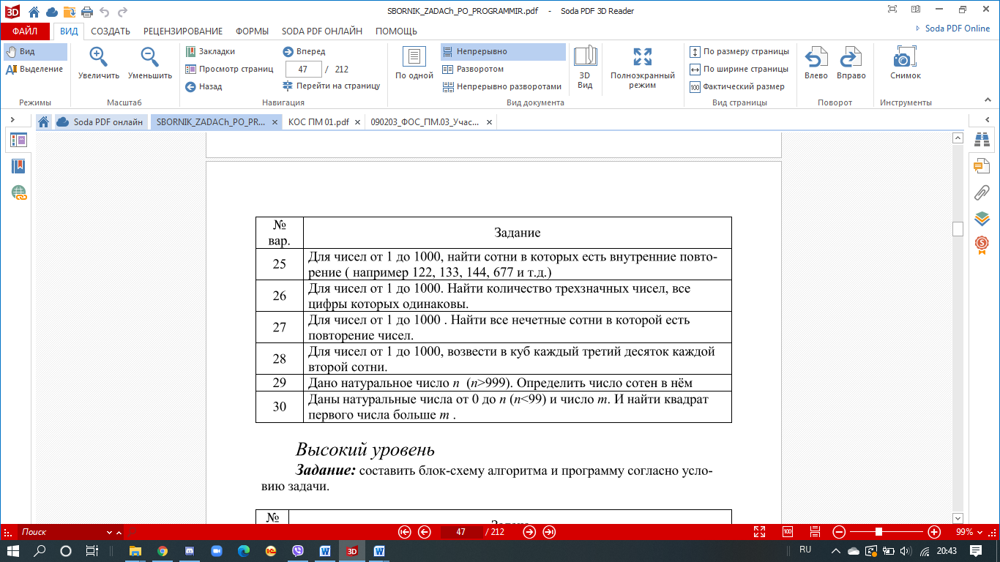 SBORNIK_ZADACh_PO_PROGRAMMIR.pdf - Soda PDF 3D Reader
ФАЙЛ ВИД СОЗДАТЬ РЕЦЕНЗИРОВАНИЕ ФОРМЫ SODA PDF ОНЛАЙН ПОМОЩЬ Soda PDF Online
Вид
Выделение
Режимы
Увеличить Уменьшить
Масштаб
Закладки
Просмотр страниц
Назад
Вперед
47 / 212
Перейти на страницу
Навигация
По одной
Непрерывно
Разворотом
Непрерывно разворотами
3D
Вид
Полноэкранный
режим
Вид документа
По размеру страницы
По ширине страницы
100 Фактический размер
Вид страницы
Влево Вправо
Поворот
Снимок
Инструменты
Soda PDF онлайн SBORNIK_ZADACh_PO_PR... КОС ПМ 01.pdf 090203_ФОС_ПМ.03_Учас...
№
вар.
Задание
25
Для чисел от 1 до 1000, найти сотни в которых есть внутренние повто-
рение ( например 122, 133, 144, 677 и т.д.)
26
Для чисел от 1 до 1000. Найти количество трехзначных чисел, все
цифры которых одинаковы.
27
Для чисел от 1 до 1000 . Найти все нечетные сотни в которой есть
повторение чисел.
28
Для чисел от 1 до 1000, возвести в куб каждый третий десяток каждой
второй сотни.
29
Дано натуральное число n (n>999). Определить число сотен в нём
30
Даны натуральные числа от 0 до n (n<99) и число m. И найти квадрат
первого числа больше m .
Высокий уровень
Задание: составить блок-схему алгоритма и программу согласно усло-
вию задачи.
№
Поиск
47 / 212
100
99%
RU
20:43